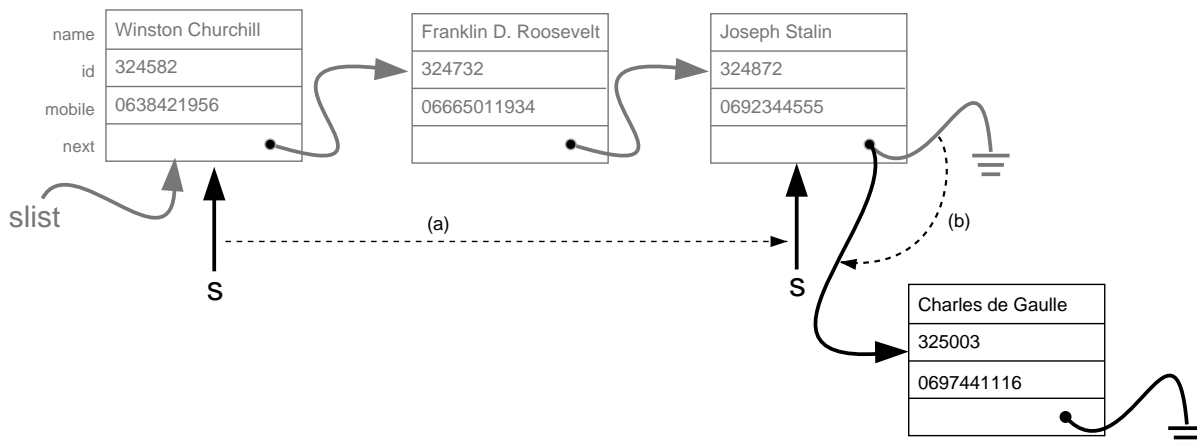 name
id
mobile
next
Winston Churchill
324582
0638421956
Franklin D. Roosevelt
324732
06665011934
Joseph Stalin
324872
0692344555
slist
(a)
(b)
s
s
Charles de Gaulle
325003
0697441116